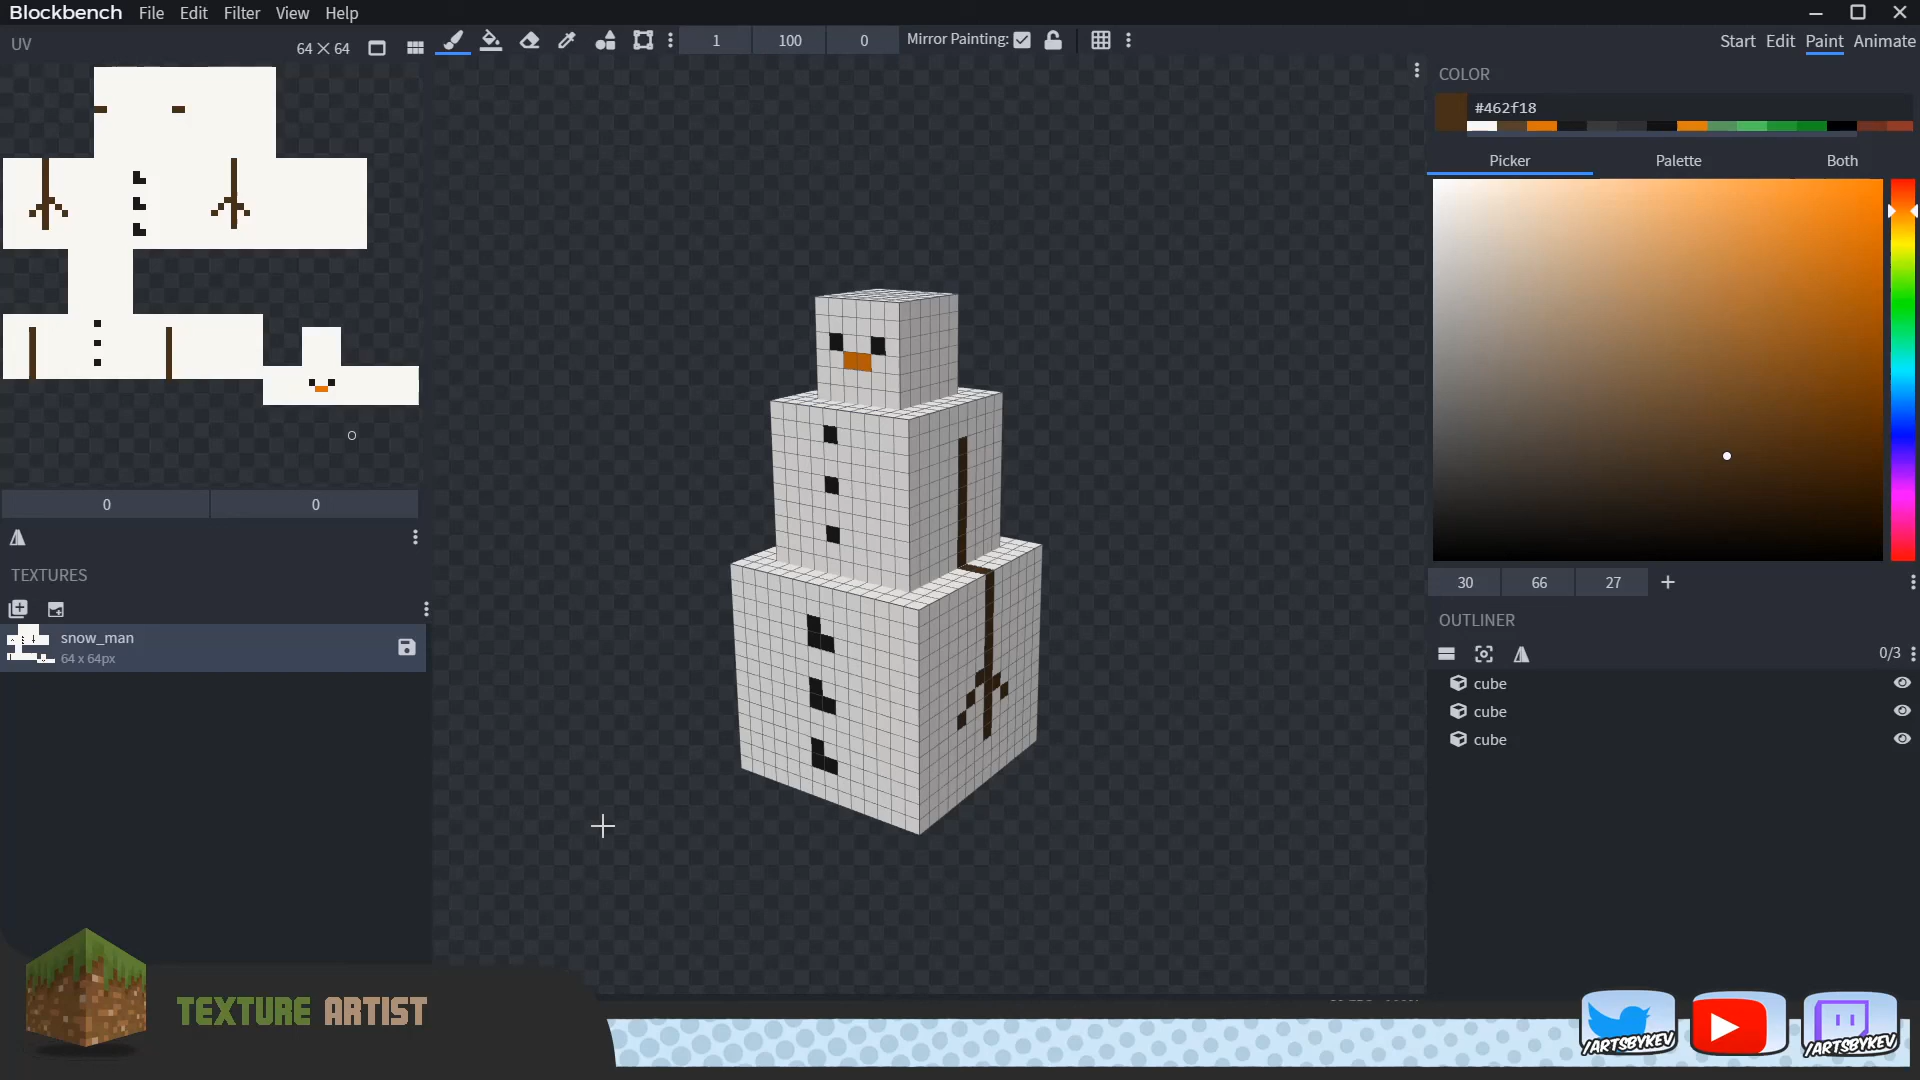 Blockbench File Edit Filter View Help
UV 64 × 64 1 100 0 Mirror Painting: Start Edit Paint Animate
COLOR
#462f18
Picker Palette Both
0 0
TEXTURES
30 66 27
OUTLINER
snow_man
64 x 64px
0/3
cube
cube
cube
TEXTURE ARTIST
/ARTSBYKEV
/ARTSBYKEV